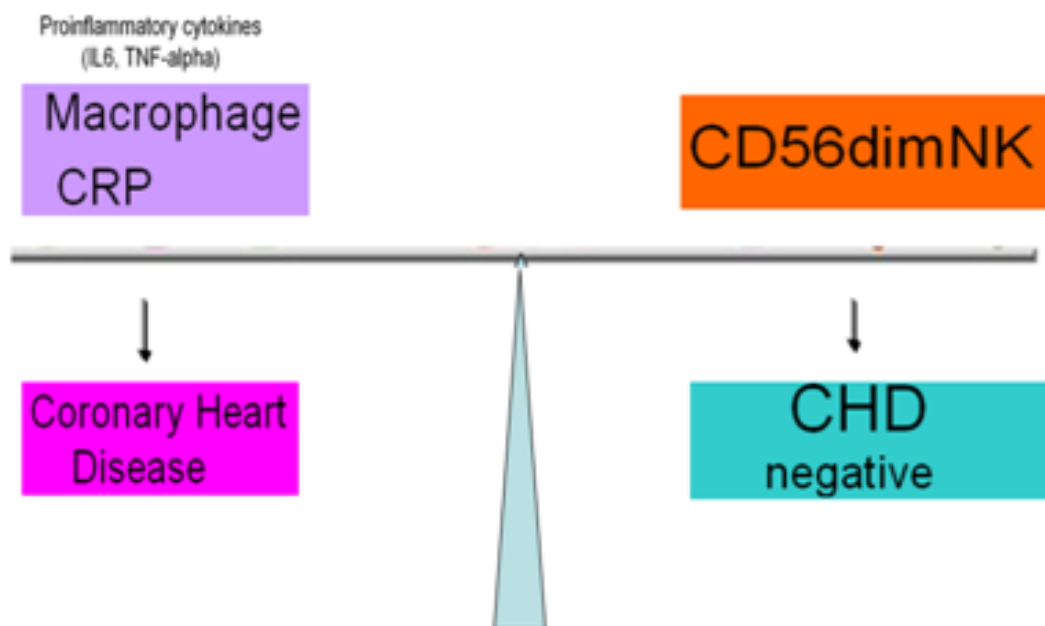 Proinflammatory cytokines
(IL6, TNF-alpha)
Macrophage
CRP
CD56dimNK
Coronary Heart
Disease
CHD
negative